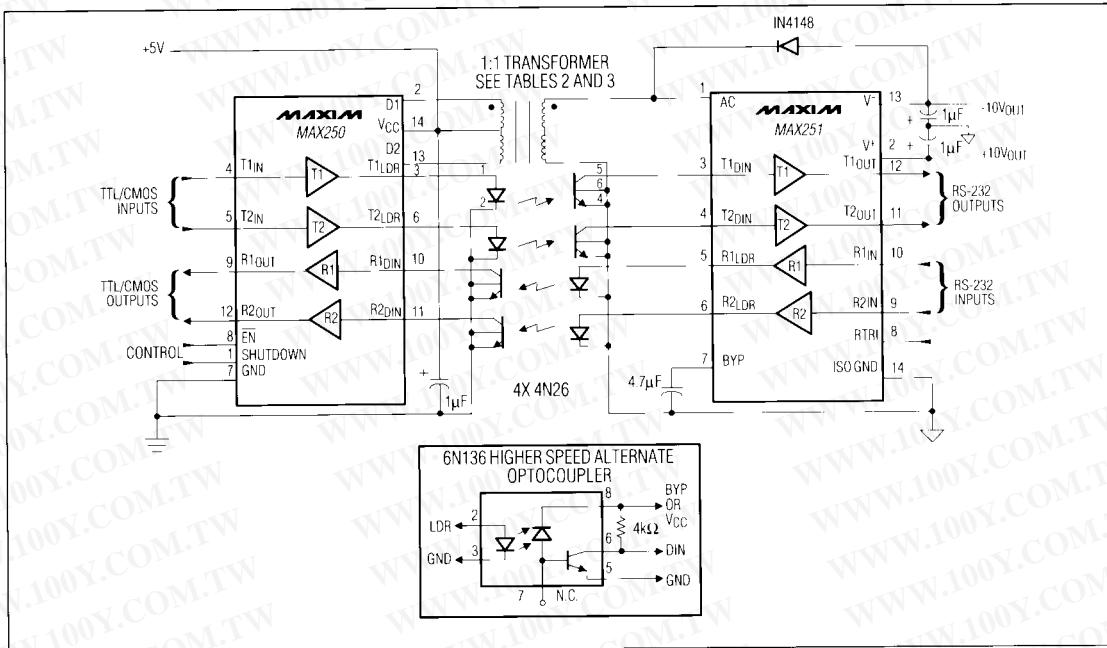 +5V
1:1 TRANSFORMER
SEE TABLES 2 AND 3
IN4148
MAXIM
MAX250
2 D1
14 VCC
13 D2
3 T1LDR
4 T1IN T1
5 T2IN T2
T2LDR 6
9 R1OUT R1
R1DIN 10
12 R2OUT R2
R2DIN 11
8 EN
1 SHUTDOWN
7 GND
TTL/CMOS
INPUTS
TTL/CMOS
OUTPUTS
CONTROL
+
1µF
1
2
5
6
4
4X 4N26
MAXIM
MAX251
1 AC
V- 13
V+ 2
3 T1DIN T1
T1OUT 12
4 T2DIN T2
T2OUT 11
5 R1LDR R1
R1IN 10
6 R2LDR R2
R2IN 9
RTRI 8
7 BYP
ISO GND 14
4.7µF
+
1µF
+
1µF
-10VOUT
+10VOUT
RS-232
OUTPUTS
RS-232
INPUTS
6N136 HIGHER SPEED ALTERNATE
OPTOCOUPLER
LDR 2
GND 3
8 BYP
OR
VCC
4kΩ
6 DIN
5 GND
7 N.C.
WWW.100Y.COM.TW